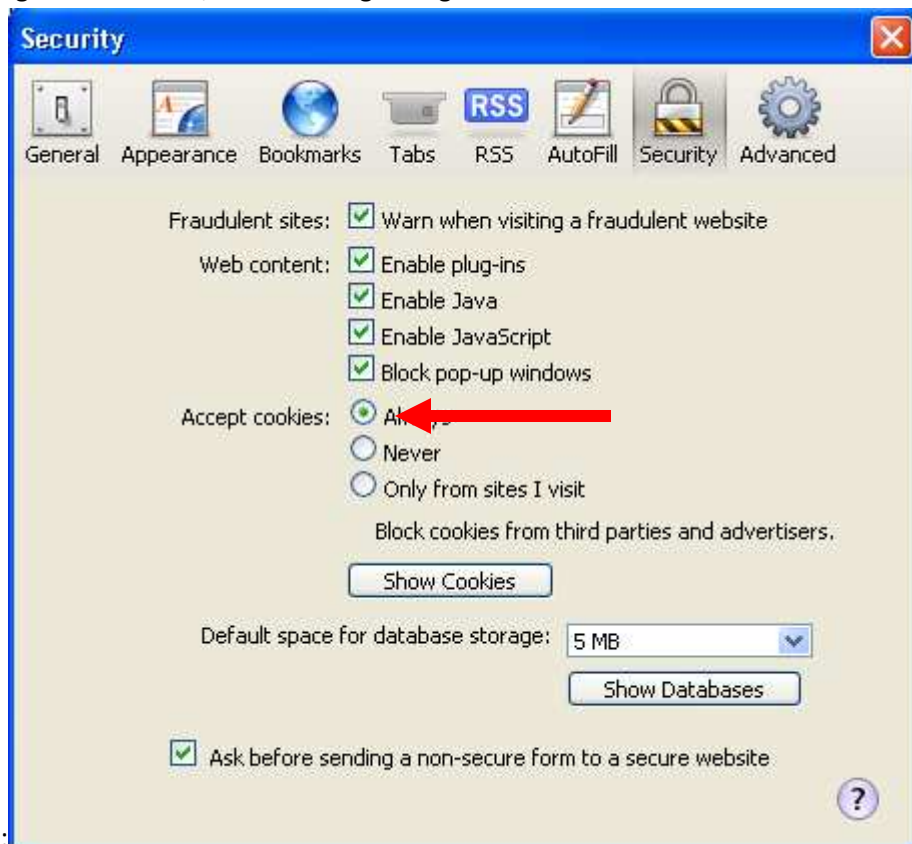 Security
General Appearance Bookmarks Tabs RSS AutoFill Security Advanced
RSS
Fraudulent sites: Warn when visiting a fraudulent website
Web content: Enable plug-ins
Enable Java
Enable JavaScript
Block pop-up windows
Accept cookies: Always
Never
Only from sites I visit
Block cookies from third parties and advertisers.
Show Cookies
Default space for database storage: 5 MB
Show Databases
Ask before sending a non-secure form to a secure website
?
.